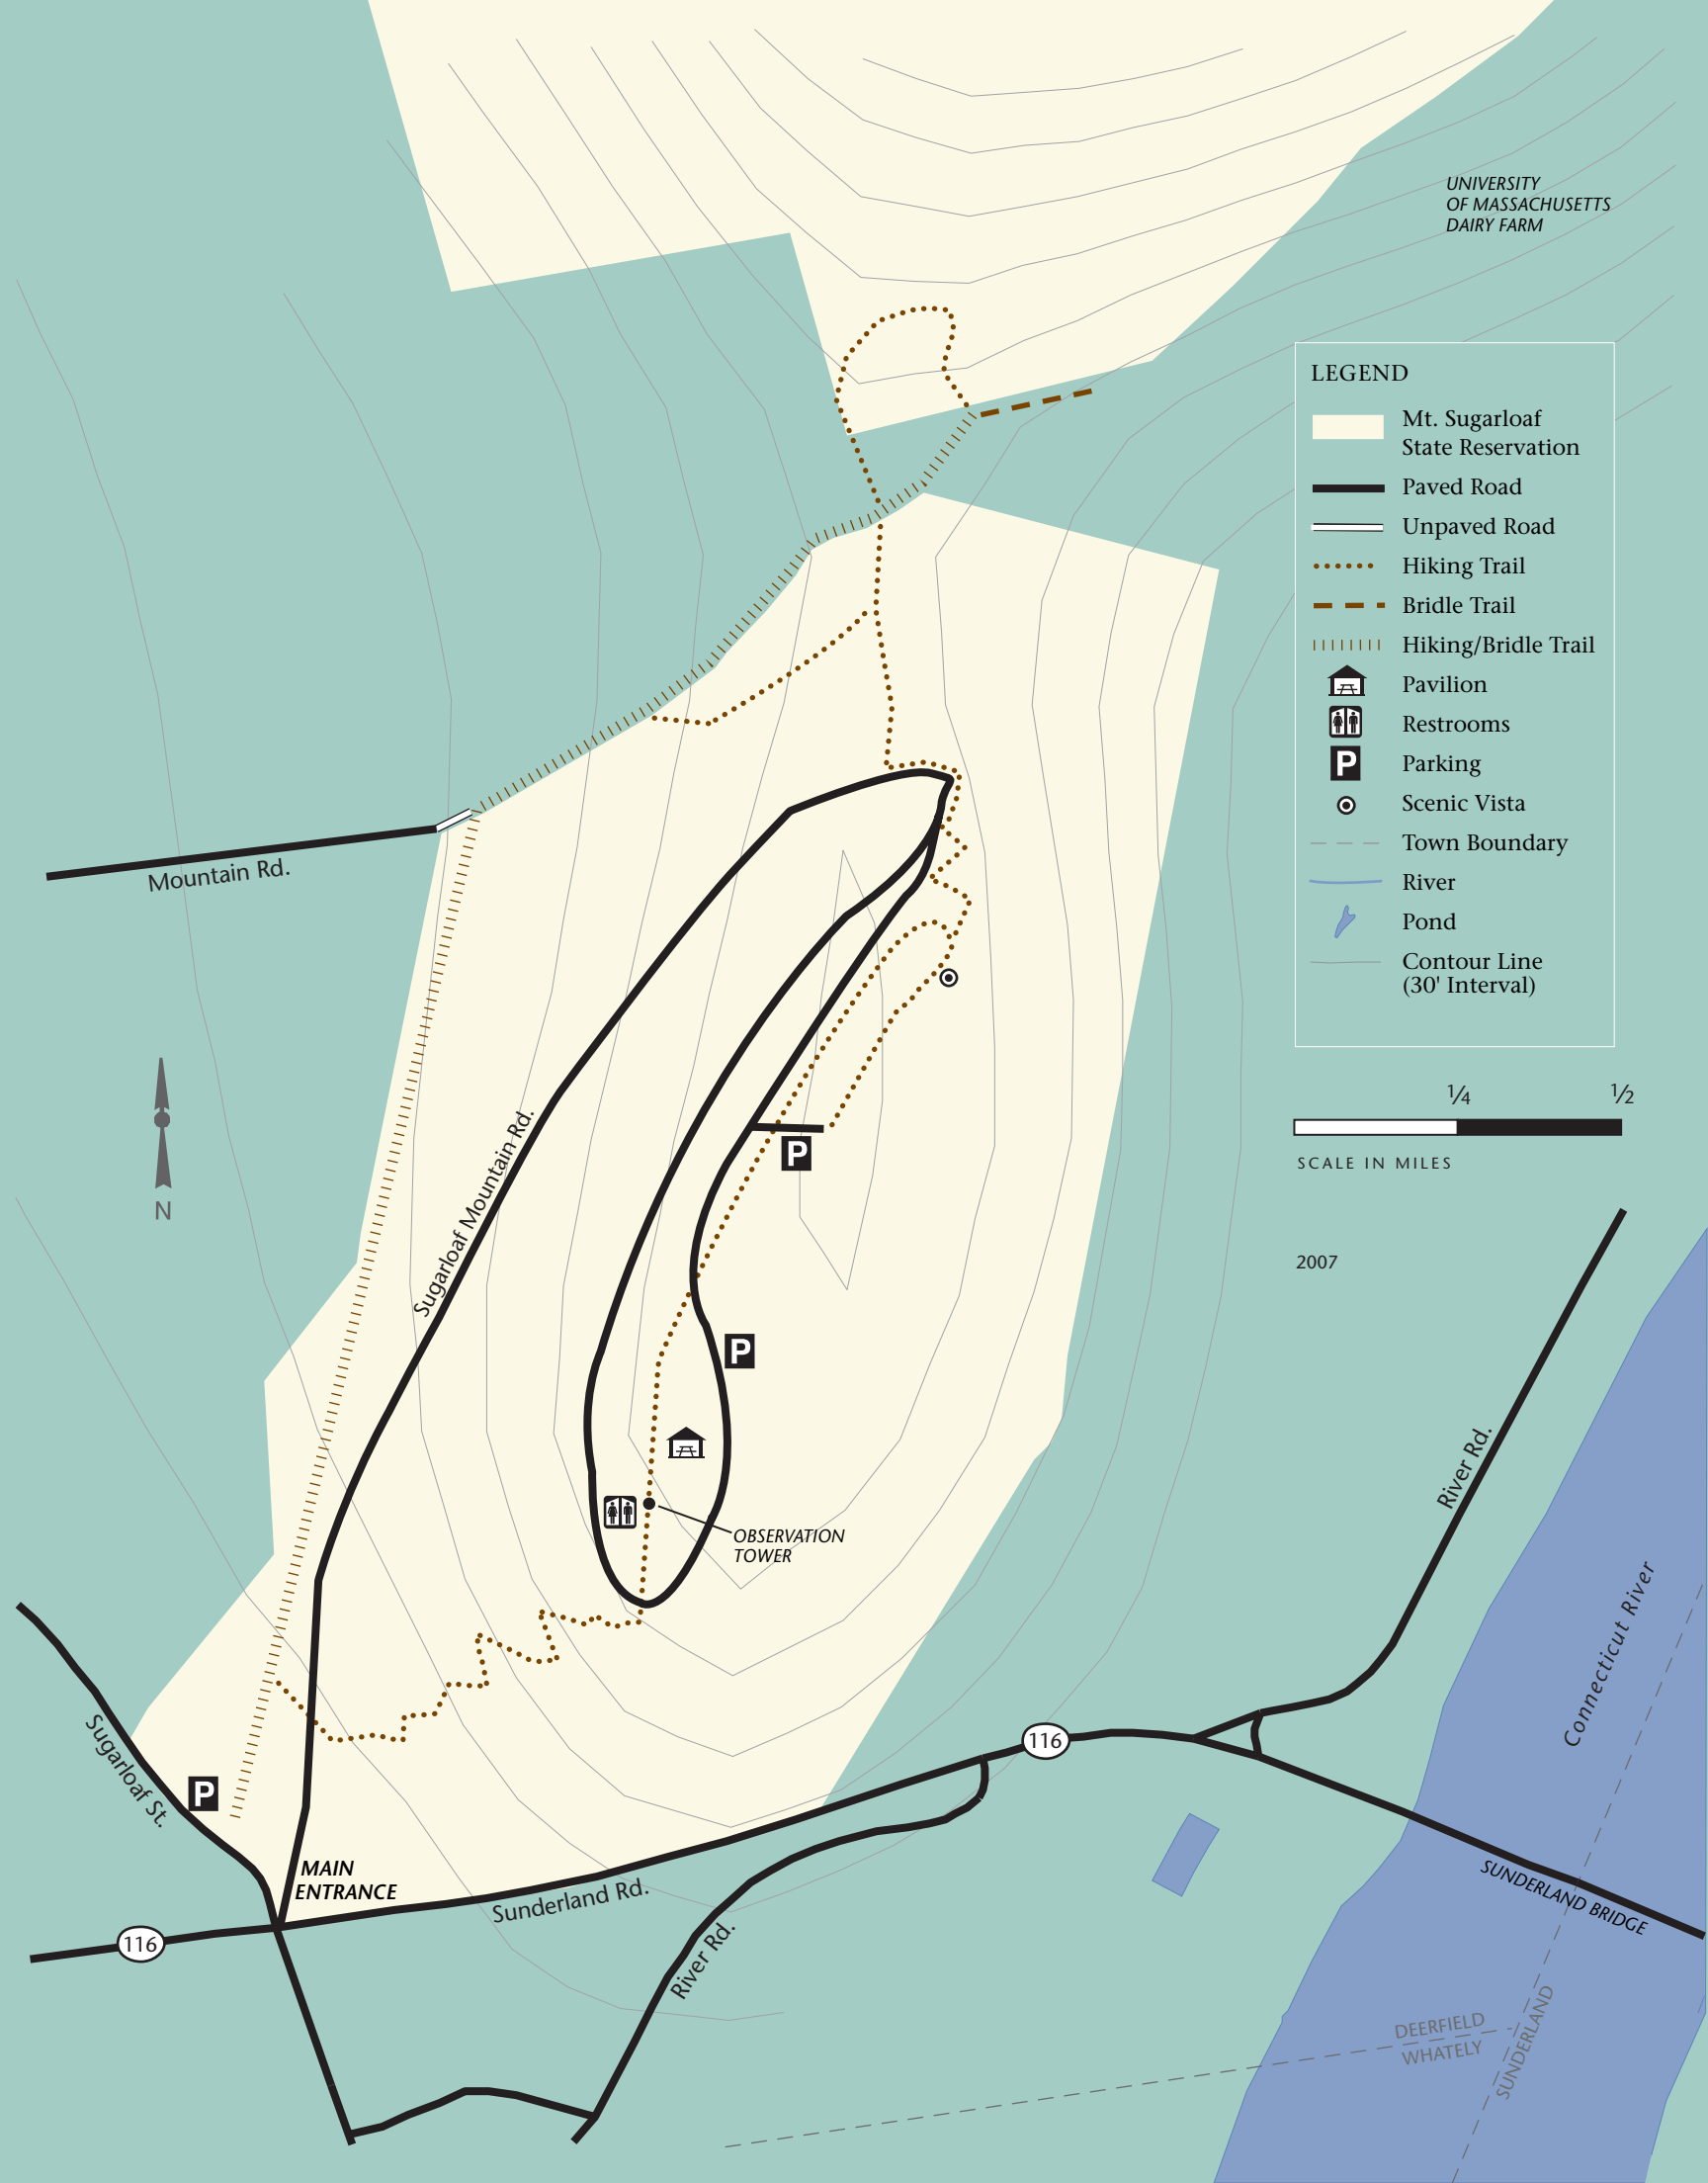 UNIVERSITY
OF MASSACHUSETTS
DAIRY FARM
LEGEND
Mt. Sugarloaf
State Reservation
Paved Road
Unpaved Road
Hiking Trail
Bridle Trail
Hiking/Bridle Trail
Pavilion
Restrooms
P
Parking
Scenic Vista
Town Boundary
River
Pond
Contour Line
(30' Interval)
Mountain Rd.
N
Sugarloaf Mountain Rd.
P
1/4
1/2
SCALE IN MILES
2007
P
OBSERVATION
TOWER
River Rd.
Connecticut River
Sugarloaf St.
P
116
MAIN
ENTRANCE
Sunderland Rd.
116
River Rd.
SUNDERLAND BRIDGE
DEERFIELD
WHATELY
SUNDERLAND